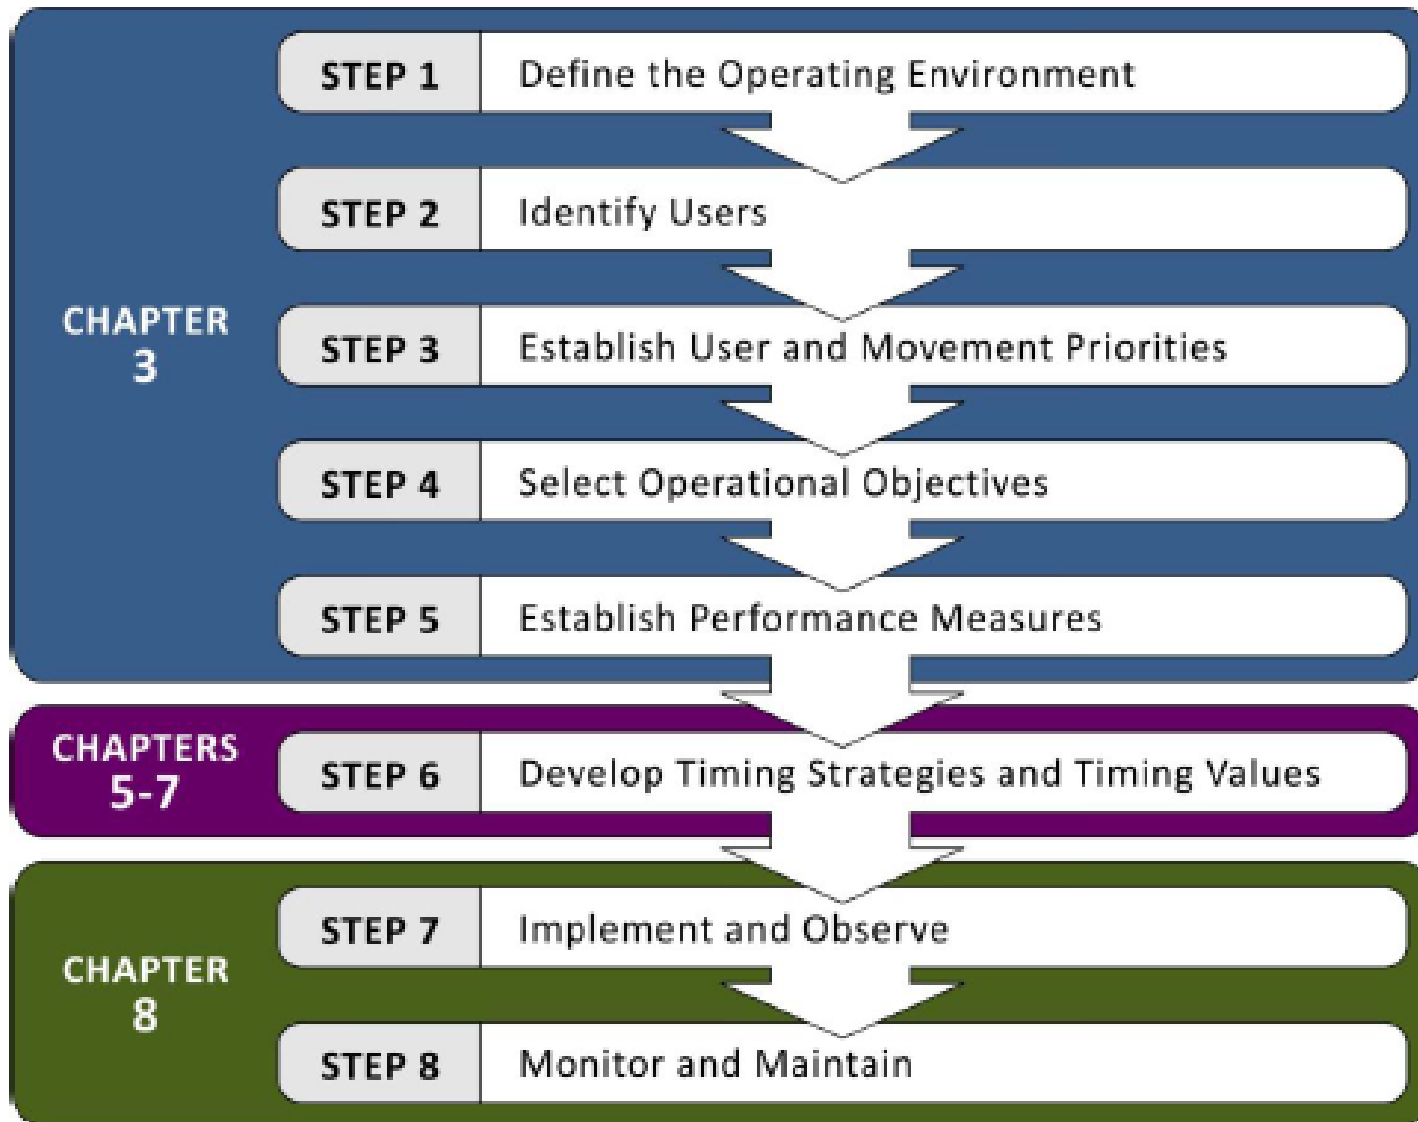 CHAPTER
3
STEP 1 Define the Operating Environment
STEP 2 Identify Users
STEP 3 Establish User and Movement Priorities
STEP 4 Select Operational Objectives
STEP 5 Establish Performance Measures
CHAPTERS
5-7
STEP 6 Develop Timing Strategies and Timing Values
CHAPTER
8
STEP 7 Implement and Observe
STEP 8 Monitor and Maintain